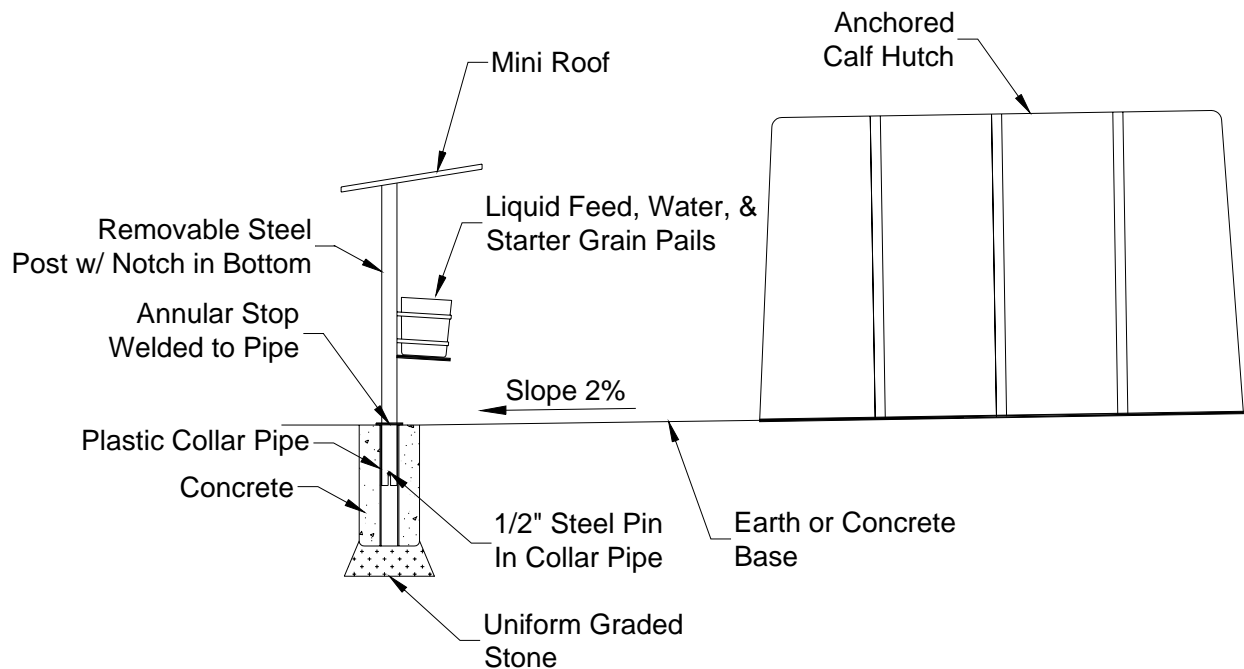 Anchored
Calf Hutch
Mini Roof
Liquid Feed, Water, &
Starter Grain Pails
Removable Steel
Post w/ Notch in Bottom
Annular Stop
Welded to Pipe
Slope 2%
Plastic Collar Pipe
Concrete
1/2" Steel Pin
In Collar Pipe
Earth or Concrete
Base
Uniform Graded
Stone